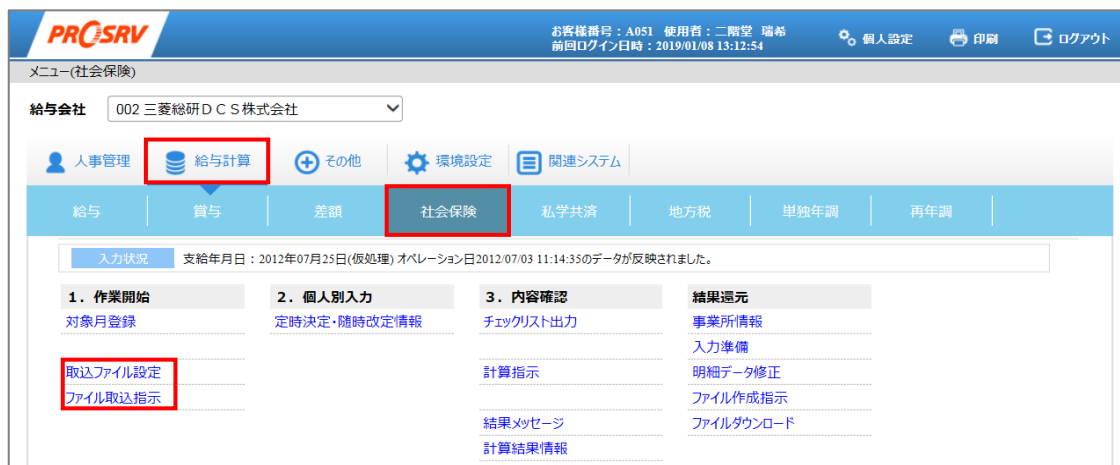 PROSRV
お客様番号：A051 使用者：二階堂 瑞希
前回ログイン日時：2019/01/08 13:12:54
個人設定
印刷
ログアウト
メニュー(社会保険)
給与会社 002 三菱総研ＤＣＳ株式会社
人事管理 給与計算 その他 環境設定 関連システム
給与 賞与 差額 社会保険 私学共済 地方税 単独年調 再年調
入力状況 支給年月日：2012年07月25日(仮処理) オペレーション日2012/07/03 11:14:35のデータが反映されました。
1．作業開始 2．個人別入力 3．内容確認 結果還元
対象月登録 定時決定・随時改定情報 チェックリスト出力 事業所情報
入力準備
取込ファイル設定 計算指示 明細データ修正
ファイル取込指示 ファイル作成指示
結果メッセージ ファイルダウンロード
計算結果情報